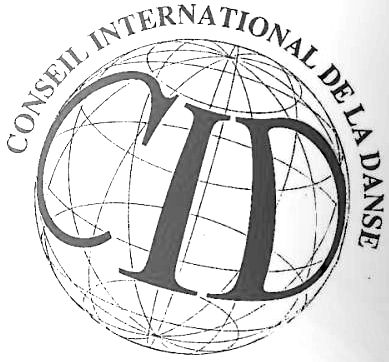 CONSEIL INTERNATIONAL DE LA DANSE
CID